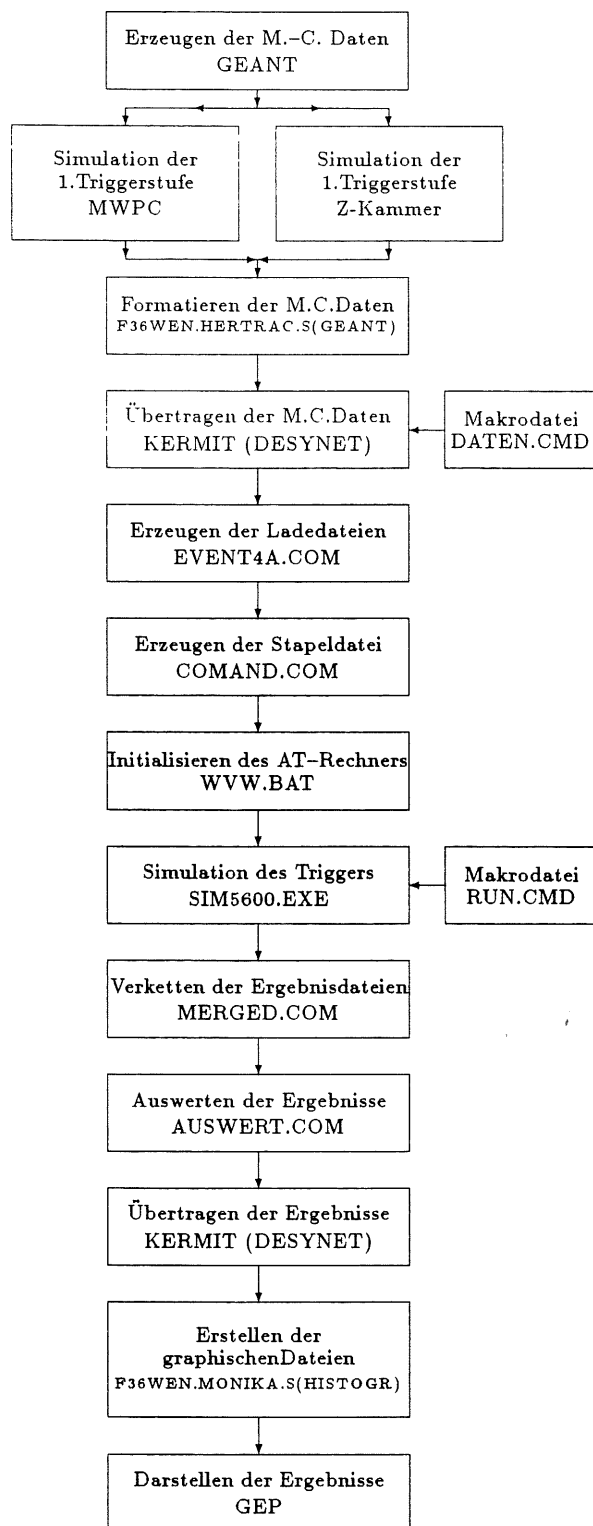 Erzeugen der M.–C. Daten
GEANT
Simulation der
1.Triggerstufe
MWPC
Simulation der
1.Triggerstufe
Z-Kammer
Formatieren der M.C.Daten
F36WEN.HERTRAC.S(GEANT)
Übertragen der M.C.Daten
KERMIT (DESYNET)
Makrodatei
DATEN.CMD
Erzeugen der Ladedateien
EVENT4A.COM
Erzeugen der Stapeldatei
COMAND.COM
Initialisieren des AT–Rechners
WVW.BAT
Simulation des Triggers
SIM5600.EXE
Makrodatei
RUN.CMD
Verketten der Ergebnisdateien
MERGED.COM
Auswerten der Ergebnisse
AUSWERT.COM
Übertragen der Ergebnisse
KERMIT (DESYNET)
Erstellen der
graphischenDateien
F36WEN.MONIKA.S(HISTOGR)
Darstellen der Ergebnisse
GEP